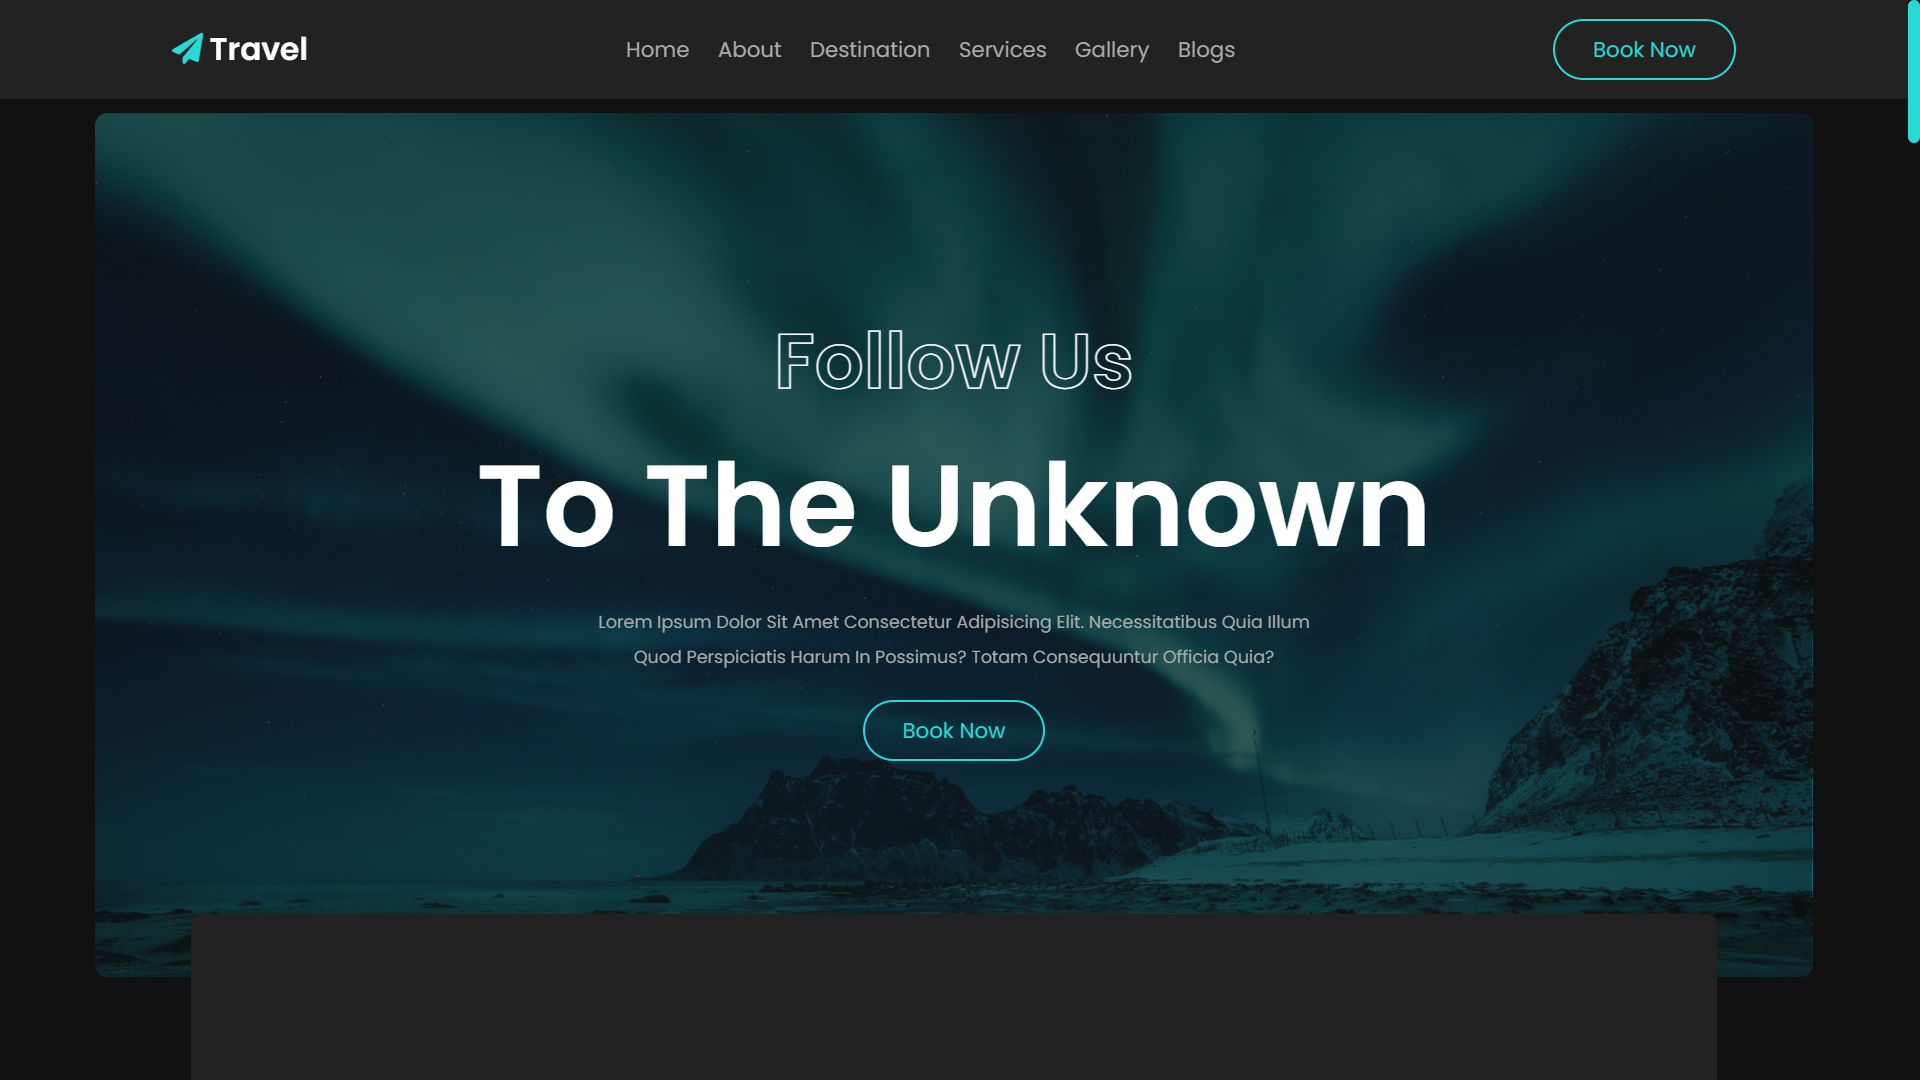 Travel
Home About Destination Services Gallery Blogs
Book Now
Follow Us
To The Unknown
Lorem Ipsum Dolor Sit Amet Consectetur Adipisicing Elit. Necessitatibus Quia Illum
Quod Perspiciatis Harum In Possimus? Totam Consequuntur Officia Quia?
Book Now